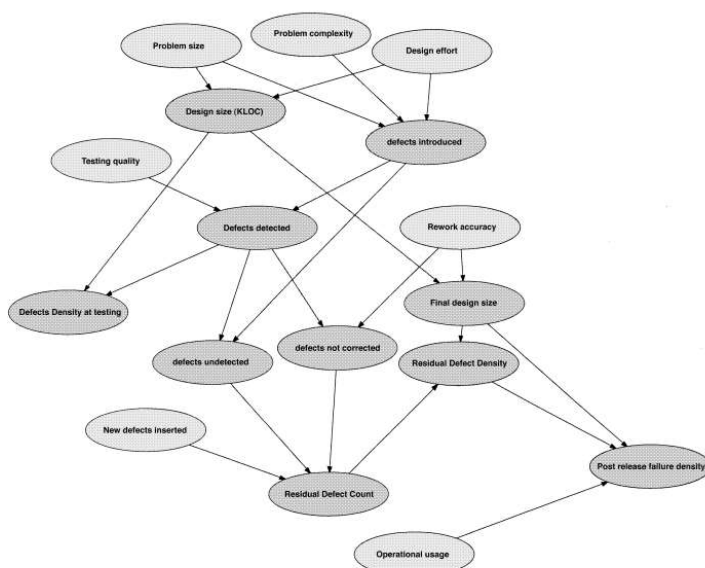 Problem complexity
Problem size
Design effort
Design size (KLOC)
defects introduced
Testing quality
Defects detected
Rework accuracy
Final design size
Defects Density at testing
defects not corrected
defects undetected
Residual Defect Density
New defects inserted
Post release failure density
Residual Defect Count
Operational usage